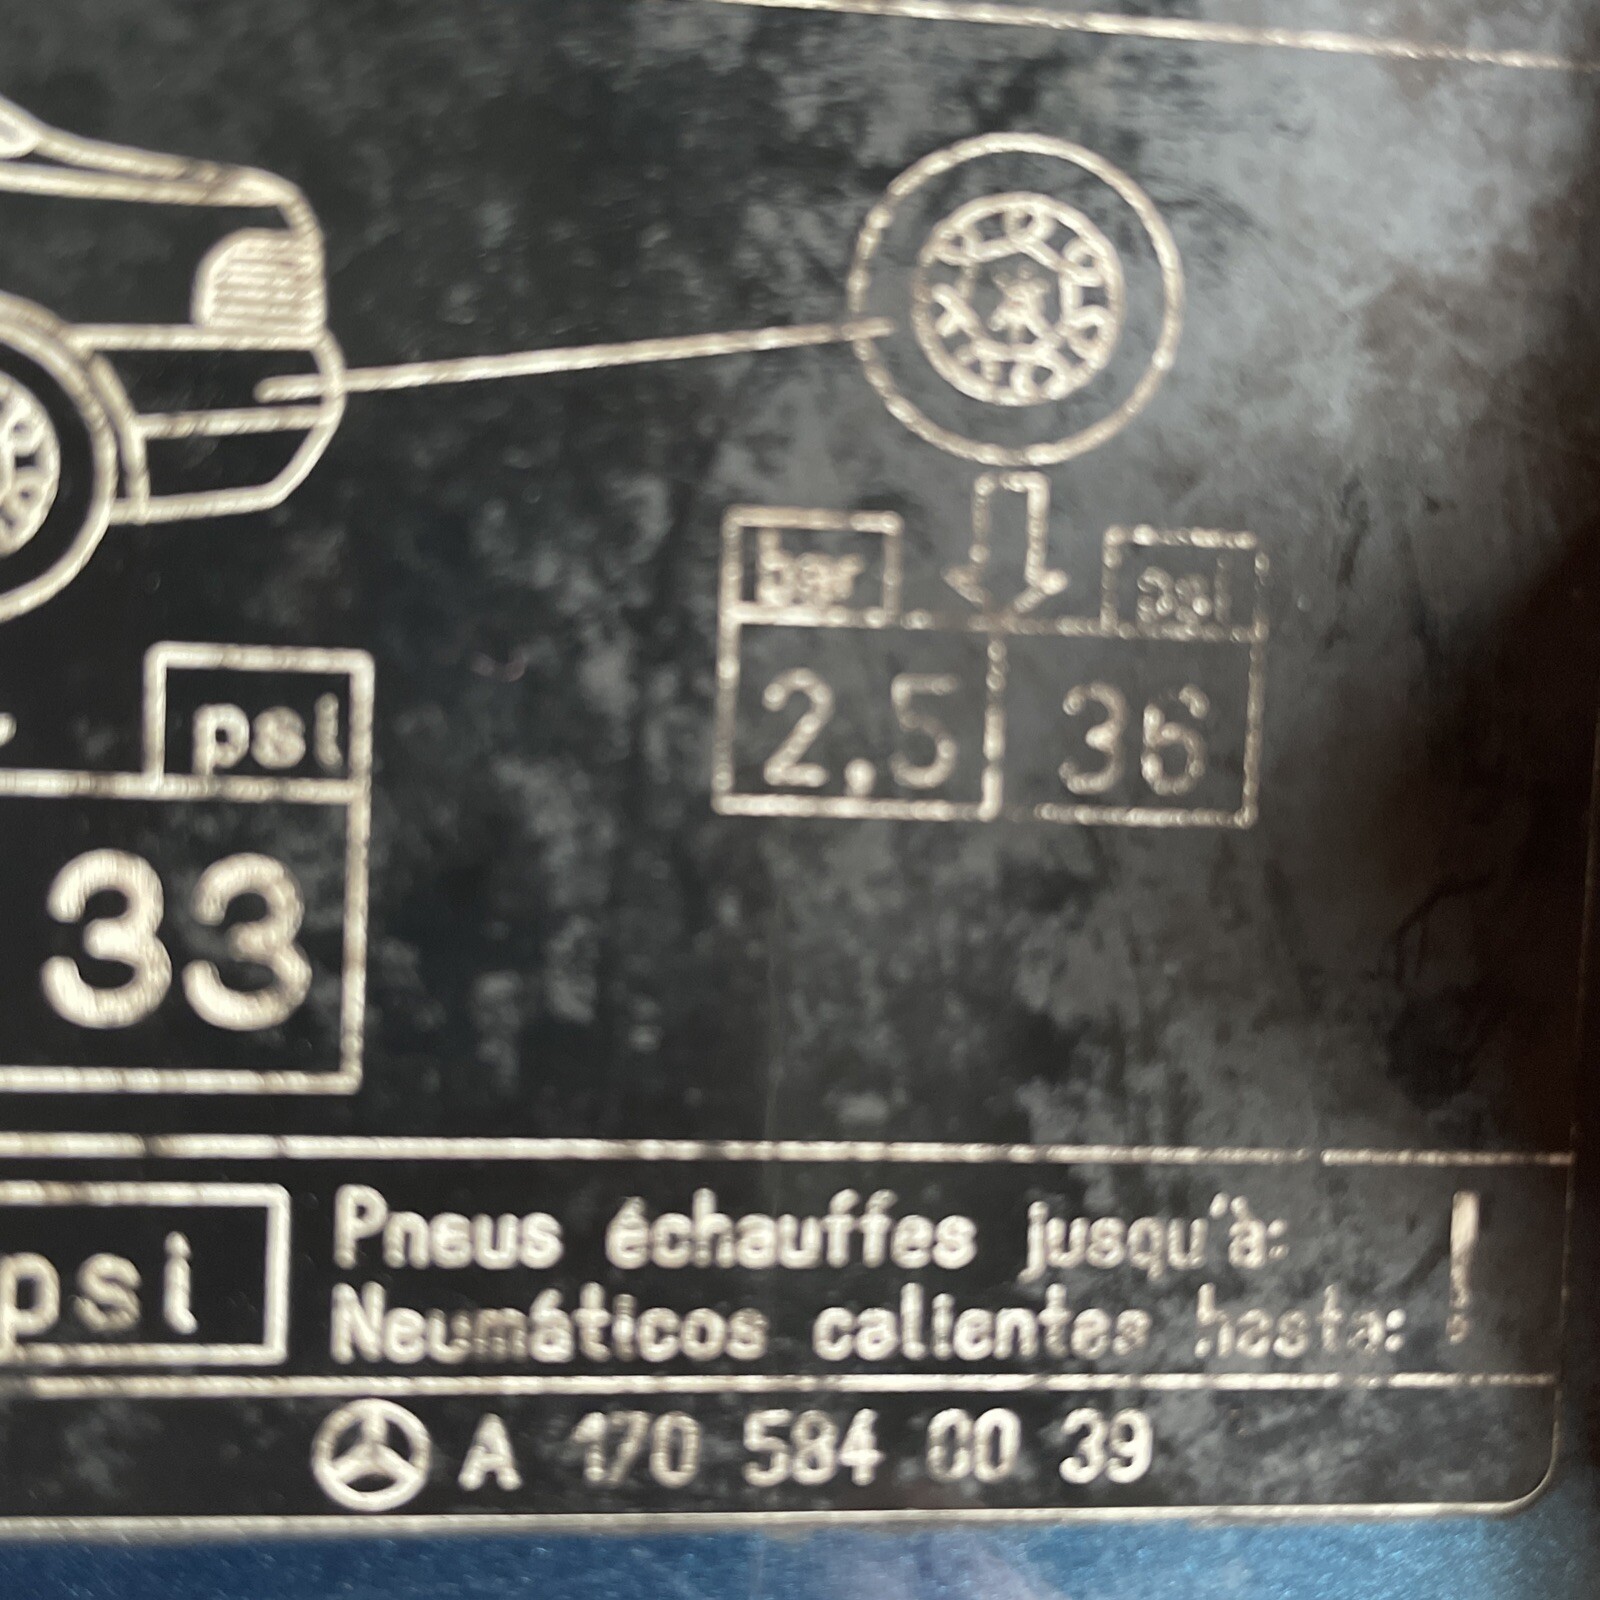 bar psi
2,5 36
psi
33
psi
Pneus échauffes jusqu'à:
Neumáticos calientes hasta: !
A 170 584 00 39